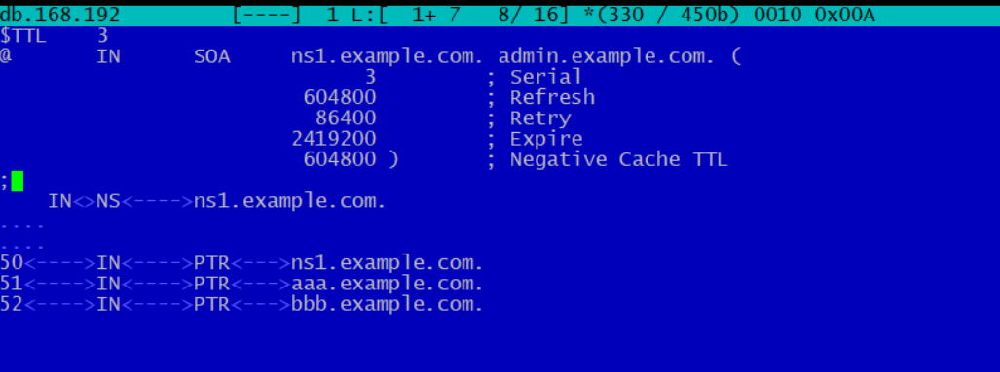 db.168.192 [----] 1 L:[ 1+ 7 8/ 16] *(330 / 450b) 0010 0x00A
$TTL 3
@ IN SOA ns1.example.com. admin.example.com. (
3 ; Serial
604800 ; Refresh
86400 ; Retry
2419200 ; Expire
604800 ) ; Negative Cache TTL
;
IN<>NS<---->ns1.example.com.
....
....
50<---->IN<---->PTR<--->ns1.example.com.
51<---->IN<---->PTR<--->aaa.example.com.
52<---->IN<---->PTR<--->bbb.example.com.